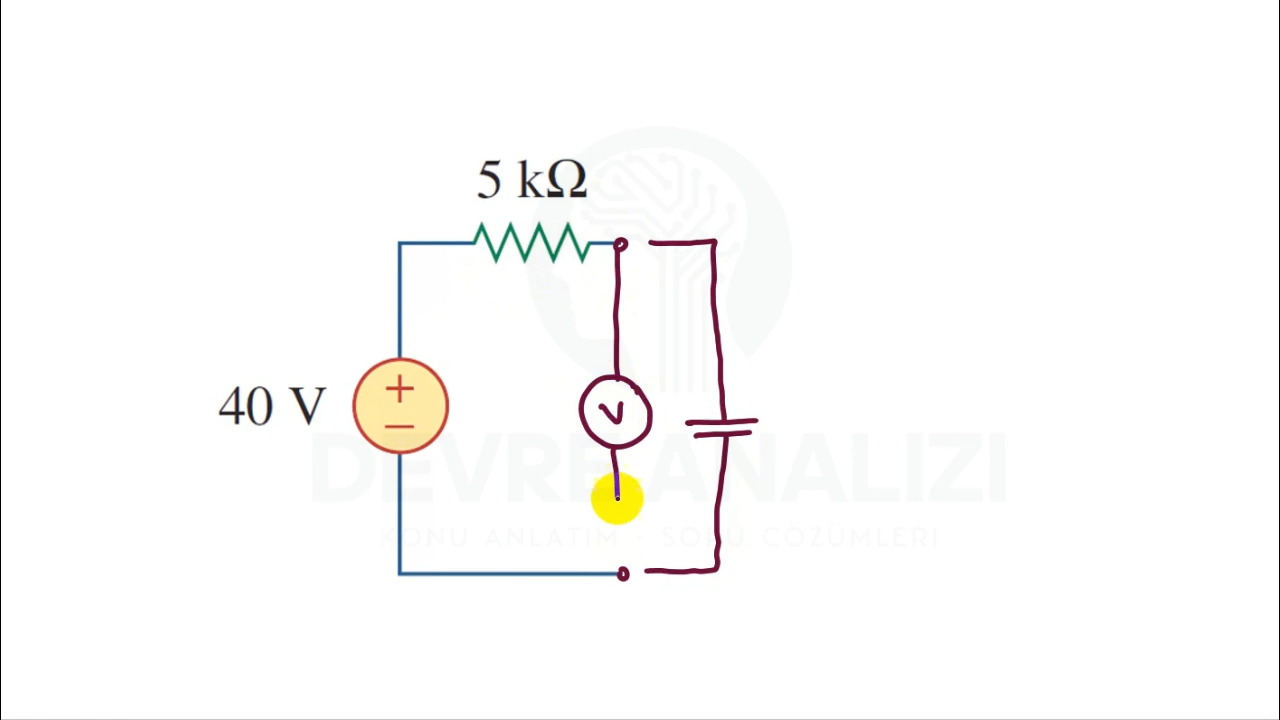 5 kΩ
40 V
+
−
V
DEVRE ANALIZI
KONU ANLATIM - SORU ÇÖZÜMLERI